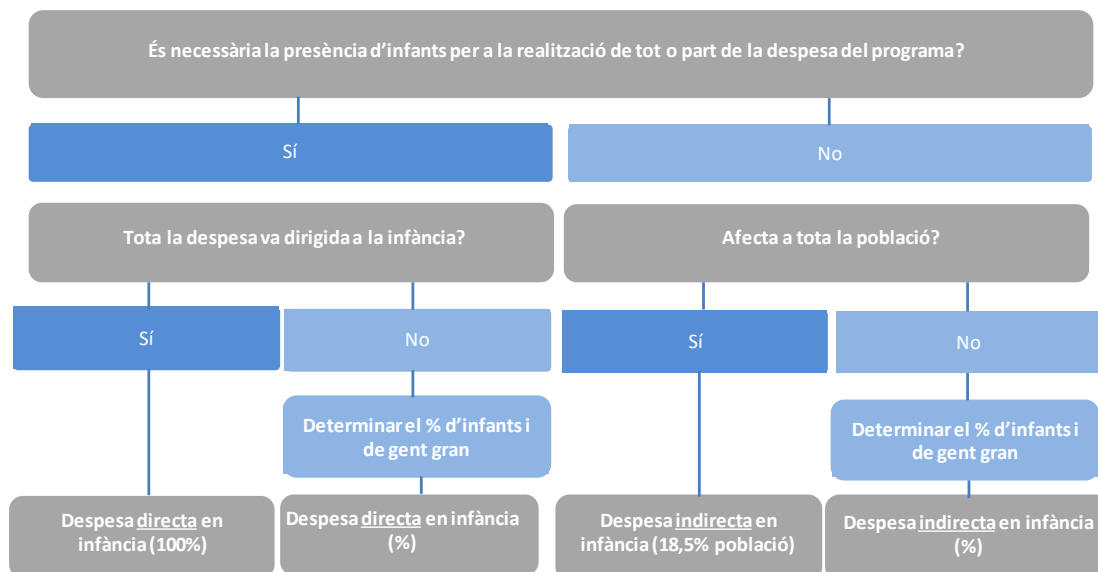 És necessària la presència d'infants per a la realització de tot o part de la despesa del programa?
Sí
No
Tota la despesa va dirigida a la infància?
Afecta a tota la població?
Sí
No
Sí
No
Determinar el % d'infants i
de gent gran
Determinar el % d'infants i
de gent gran
Despesa directa en
infància (100%)
Despesa directa en infància
(%)
Despesa indirecta en
infància (18,5% població)
Despesa indirecta en infància
(%)